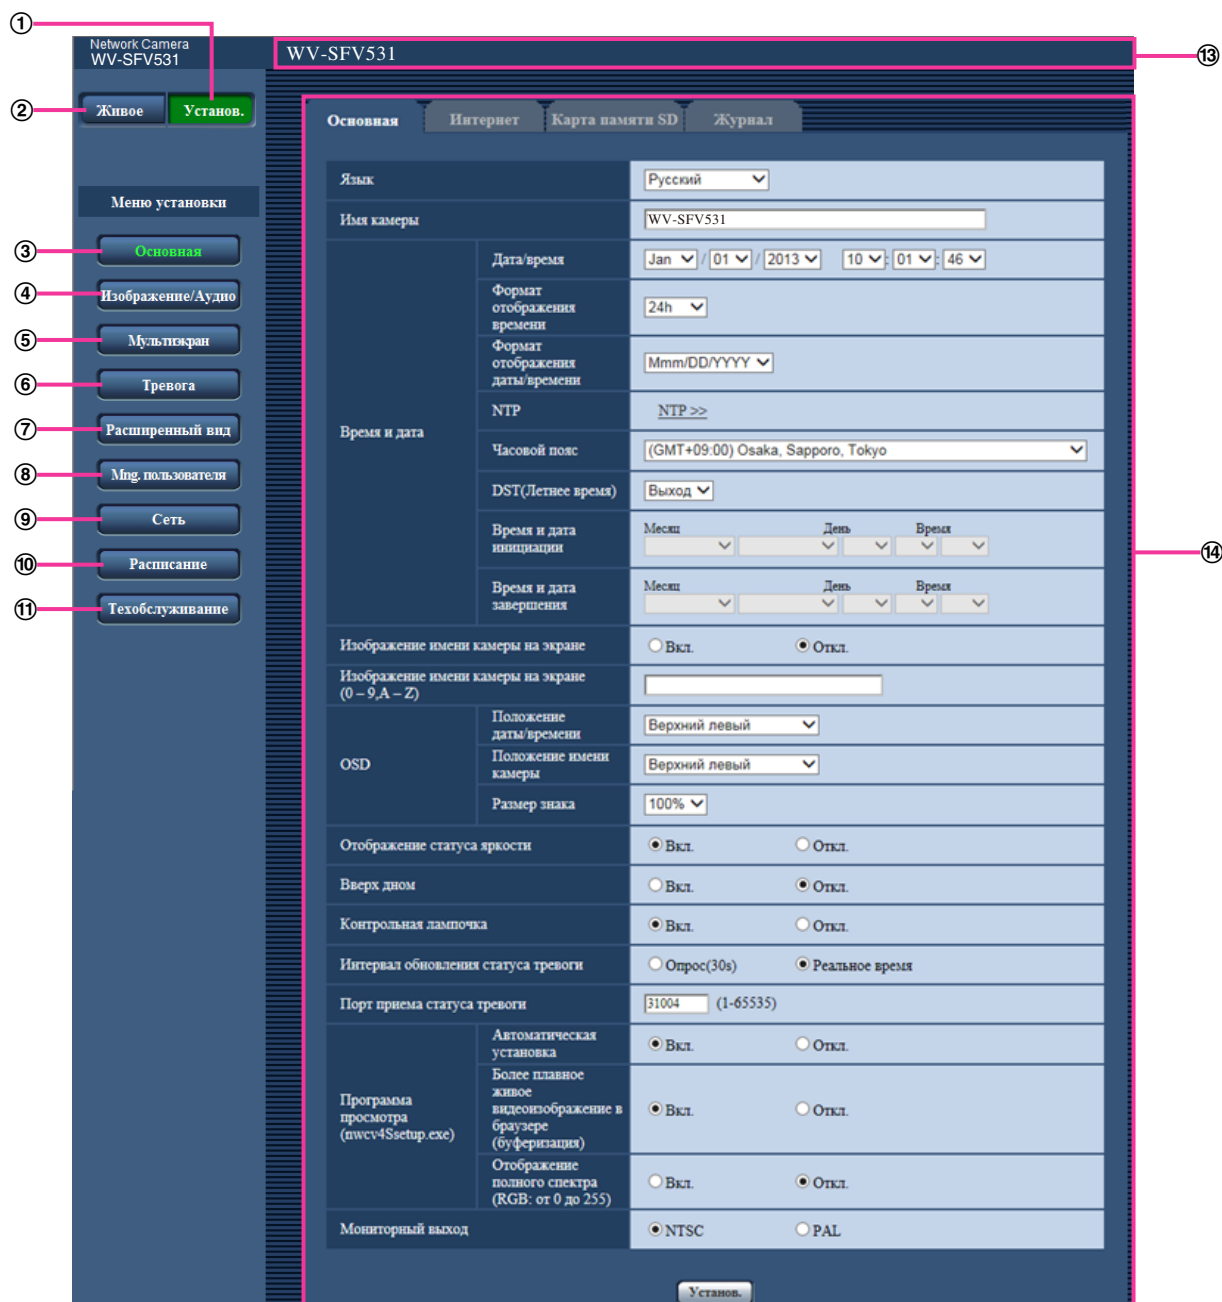 ①
Network Camera
WV-SFV531
WV-SFV531
⑬
②
Живое Установ.
Основная Интернет Карта памяти SD Журнал
Меню установки
③ Основная
④ Изображение/Аудио
⑤ Мультиэкран
⑥ Тревога
⑦ Расширенный вид
⑧ Mng. пользователя
⑨ Сеть
⑩ Расписание
⑪ Техобслуживание
⑭
Язык Русский
Имя камеры WV-SFV531
Время и дата
Дата/время Jan / 01 / 2013 10 : 01 : 46
Формат
отображения
времени
24h
Формат
отображения
даты/времени
Mmm/DD/YYYY
NTP NTP >>
Часовой пояс (GMT+09:00) Osaka, Sapporo, Tokyo
DST(Летнее время) Выход
Время и дата
инициации
Месяц День Время
Время и дата
завершения
Месяц День Время
Изображение имени камеры на экране Вкл. Откл.
Изображение имени камеры на экране
(0 – 9,A – Z)
OSD
Положение
даты/времени
Верхний левый
Положение имени
камеры
Верхний левый
Размер знака 100%
Отображение статуса яркости Вкл. Откл.
Вверх дном Вкл. Откл.
Контрольная лампочка Вкл. Откл.
Интервал обновления статуса тревоги Опрос(30s) Реальное время
Порт приема статуса тревоги 31004 (1-65535)
Программа
просмотра
(nwcv4Ssetup.exe)
Автоматическая
установка
Вкл. Откл.
Более плавное
живое
видеоизображение в
браузере
(буферизация)
Вкл. Откл.
Отображение
полного спектра
(RGB: от 0 до 255)
Вкл. Откл.
Мониторный выход NTSC PAL
Установ.